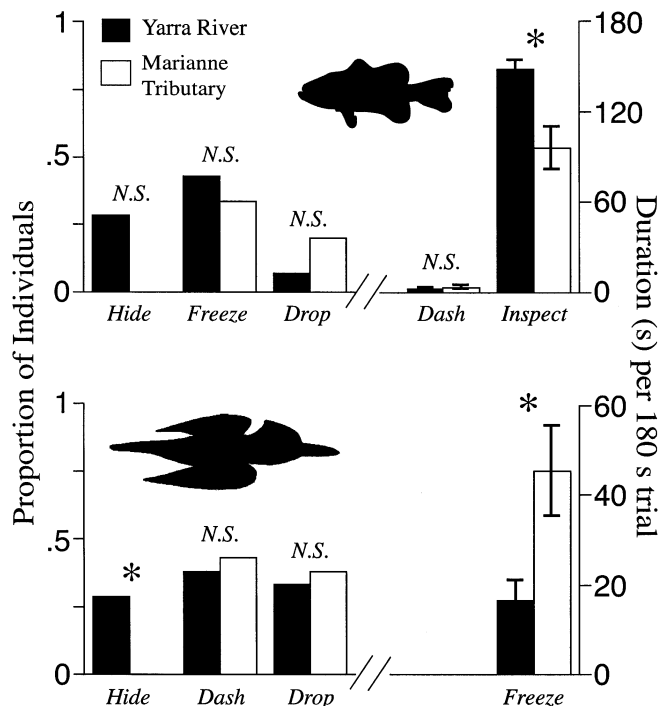 Proportion of Individuals
Duration (s) per 180 s trial
1
.5
0
180
120
60
0
Yarra River
Marianne
Tributary
N.S.
N.S.
N.S.
N.S.
*
Hide Freeze Drop Dash Inspect
1
.5
0
60
40
20
0
*
N.S.
N.S.
*
Hide Dash Drop Freeze